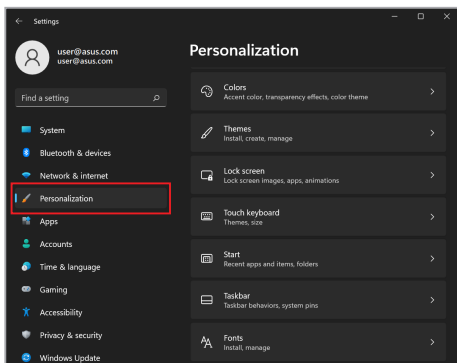 Settings
user@asus.com
user@asus.com
Find a setting
System
Bluetooth & devices
Network & internet
Personalization
Apps
Accounts
Time & language
Gaming
Accessibility
Privacy & security
Windows Update
Personalization
Colors
Accent color, transparency effects, color theme
Themes
Install, create, manage
Lock screen
Lock screen images, apps, animations
Touch keyboard
Themes, size
Start
Recent apps and items, folders
Taskbar
Taskbar behaviors, system pins
Fonts
Install, manage